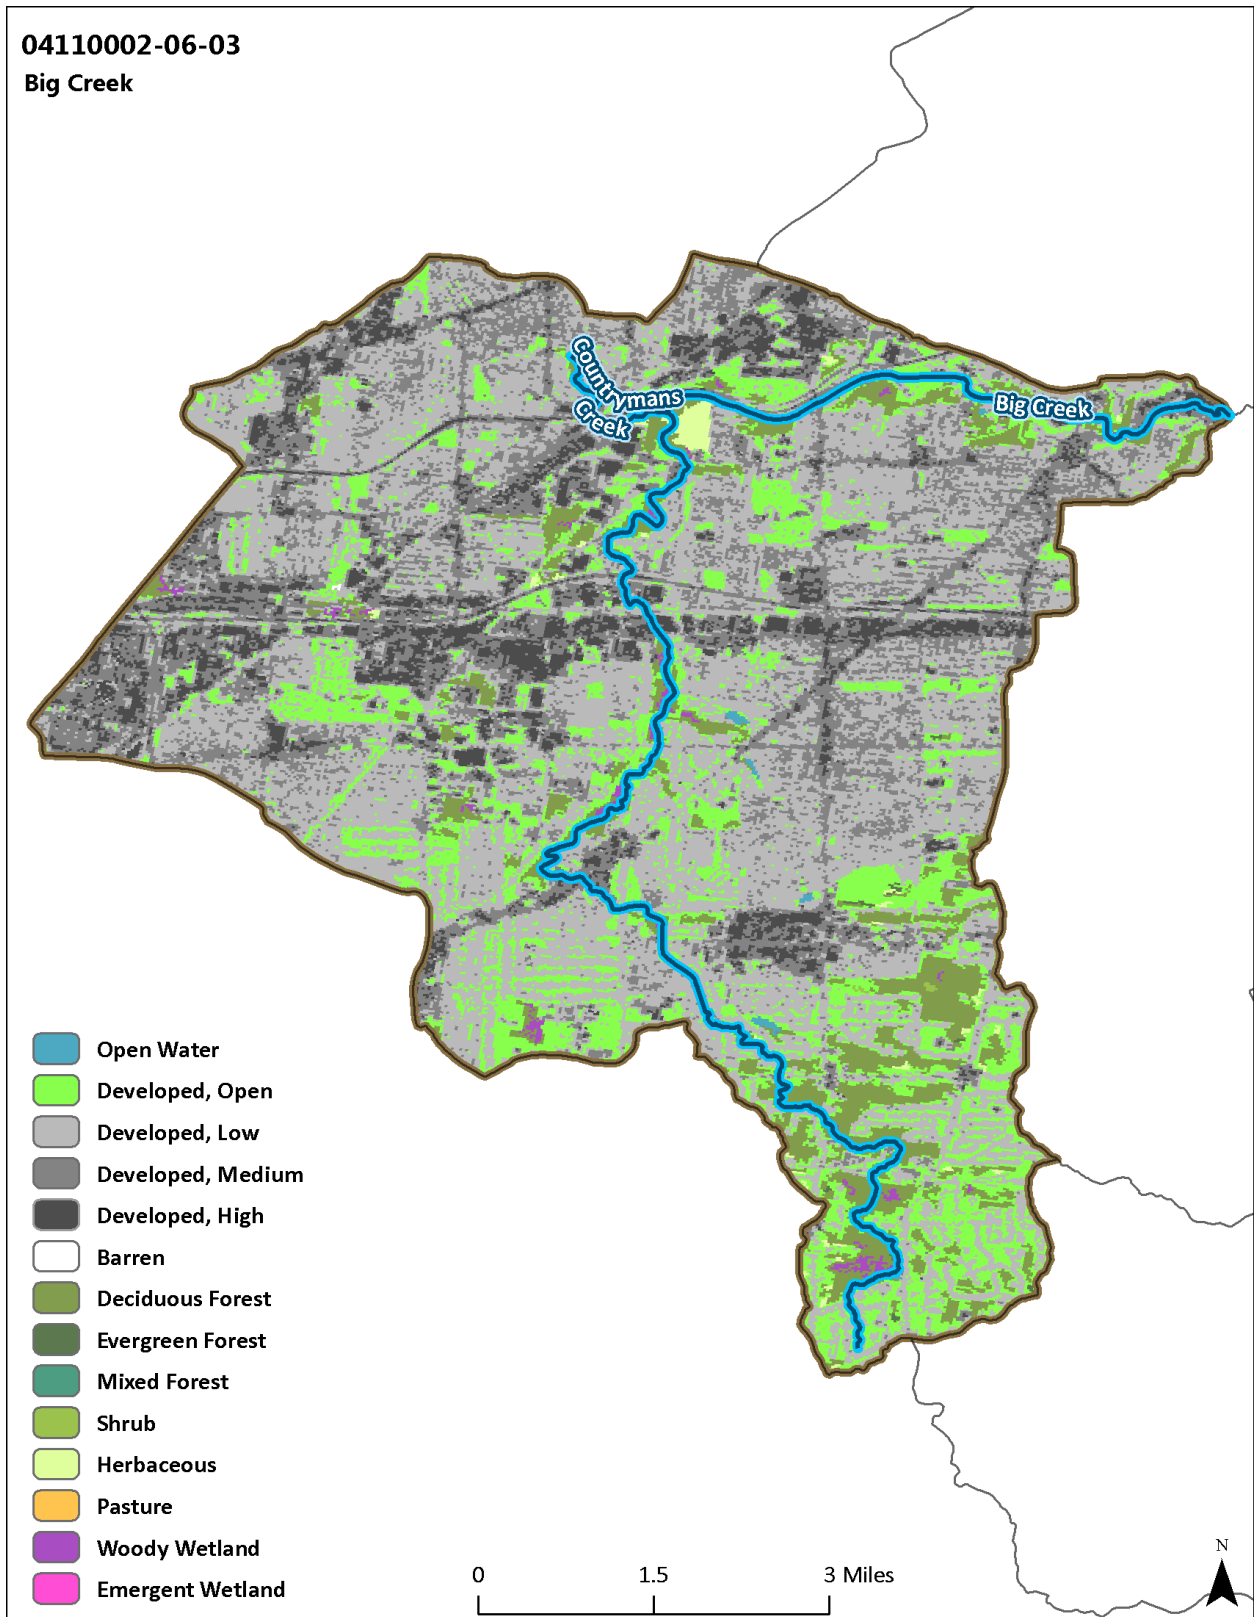 04110002-06-03
Big Creek
Countrymans
Creek
Big Creek
Open Water
Developed, Open
Developed, Low
Developed, Medium
Developed, High
Barren
Deciduous Forest
Evergreen Forest
Mixed Forest
Shrub
Herbaceous
Pasture
Woody Wetland
Emergent Wetland
0 1.5 3 Miles
N